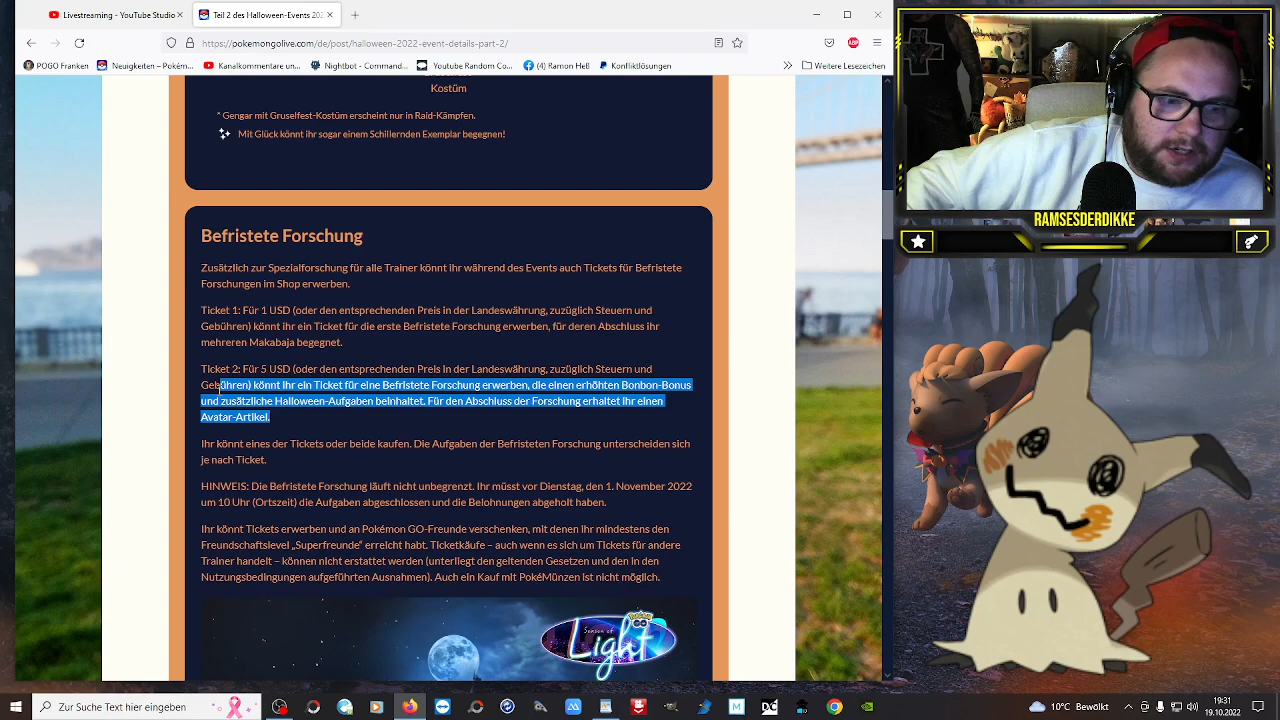 Livestreaming - YouTube Studio
Teil 2 des Halloween-Events 202
https://pokemongolive.com/de/post/halloween-2022-event-details-part-2/
POGO Franken
Neuigkeiten – Pokém...
Kanalkommentare un...
Nightbot - Comman...
Youtube Random Co...
(4) Ramon Heß
Konfliktlösungen
Weitere Lesezeichen
Kostüm
* Gengar mit Gruselfest-Kostüm erscheint nur in Raid-Kämpfen.
Mit Glück könnt ihr sogar einem Schillernden Exemplar begegnen!
Befristete Forschung
Zusätzlich zur Spezialforschung für alle Trainer könnt ihr während des Events auch Tickets für Befristete
Forschungen im Shop erwerben.
Ticket 1: Für 1 USD (oder den entsprechenden Preis in der Landeswährung, zuzüglich Steuern und
Gebühren) könnt ihr ein Ticket für die erste Befristete Forschung erwerben, für deren Abschluss ihr
mehreren Makabaja begegnet.
Ticket 2: Für 5 USD (oder den entsprechenden Preis in der Landeswährung, zuzüglich Steuern und
Gebühren) könnt ihr ein Ticket für eine Befristete Forschung erwerben, die einen erhöhten Bonbon-Bonus
und zusätzliche Halloween-Aufgaben beinhaltet. Für den Abschluss der Forschung erhaltet ihr einen
Avatar-Artikel.
Ihr könnt eines der Tickets oder beide kaufen. Die Aufgaben der Befristeten Forschung unterscheiden sich
je nach Ticket.
HINWEIS: Die Befristete Forschung läuft nicht unbegrenzt. Ihr müsst vor Dienstag, den 1. November 2022
um 10 Uhr (Ortszeit) die Aufgaben abgeschlossen und die Belohnungen abgeholt haben.
Ihr könnt Tickets erwerben und an Pokémon GO-Freunde verschenken, mit denen ihr mindestens den
Freundschaftslevel „Superfreunde“ erreicht habt. Ticketkäufe – auch wenn es sich um Tickets für andere
Trainer handelt – können nicht erstattet werden (unterliegt den geltenden Gesetzen und den in den
Nutzungsbedingungen aufgeführten Ausnahmen). Auch ein Kauf mit PokéMünzen ist nicht möglich.
Season of
Light
RAMSESDERDIKKE
Zur Suche Text hier eingeben
10°C Bewölkt
19:31
19.10.2022